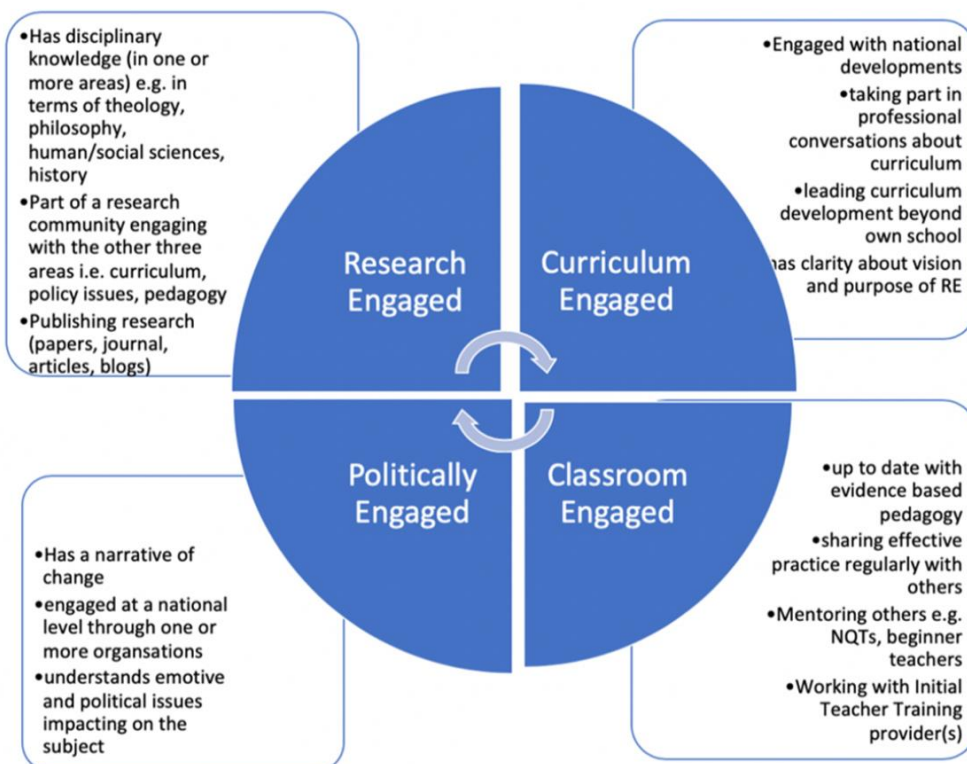 •Has disciplinary
knowledge (in one or
more areas) e.g. in
terms of theology,
philosophy,
human/social sciences,
history
•Part of a research
community engaging
with the other three
areas i.e. curriculum,
policy issues, pedagogy
•Publishing research
(papers, journal,
articles, blogs)
•Engaged with national
developments
•taking part in
professional
conversations about
curriculum
•leading curriculum
development beyond
own school
has clarity about vision
and purpose of RE
Research
Engaged
Curriculum
Engaged
Politically
Engaged
Classroom
Engaged
•Has a narrative of
change
•engaged at a national
level through one or
more organsations
•understands emotive
and political issues
impacting on the
subject
•up to date with
evidence based
pedagogy
•sharing effective
practice regularly with
others
•Mentoring others e.g.
NQTs, beginner
teachers
•Working with Initial
Teacher Training
provider(s)